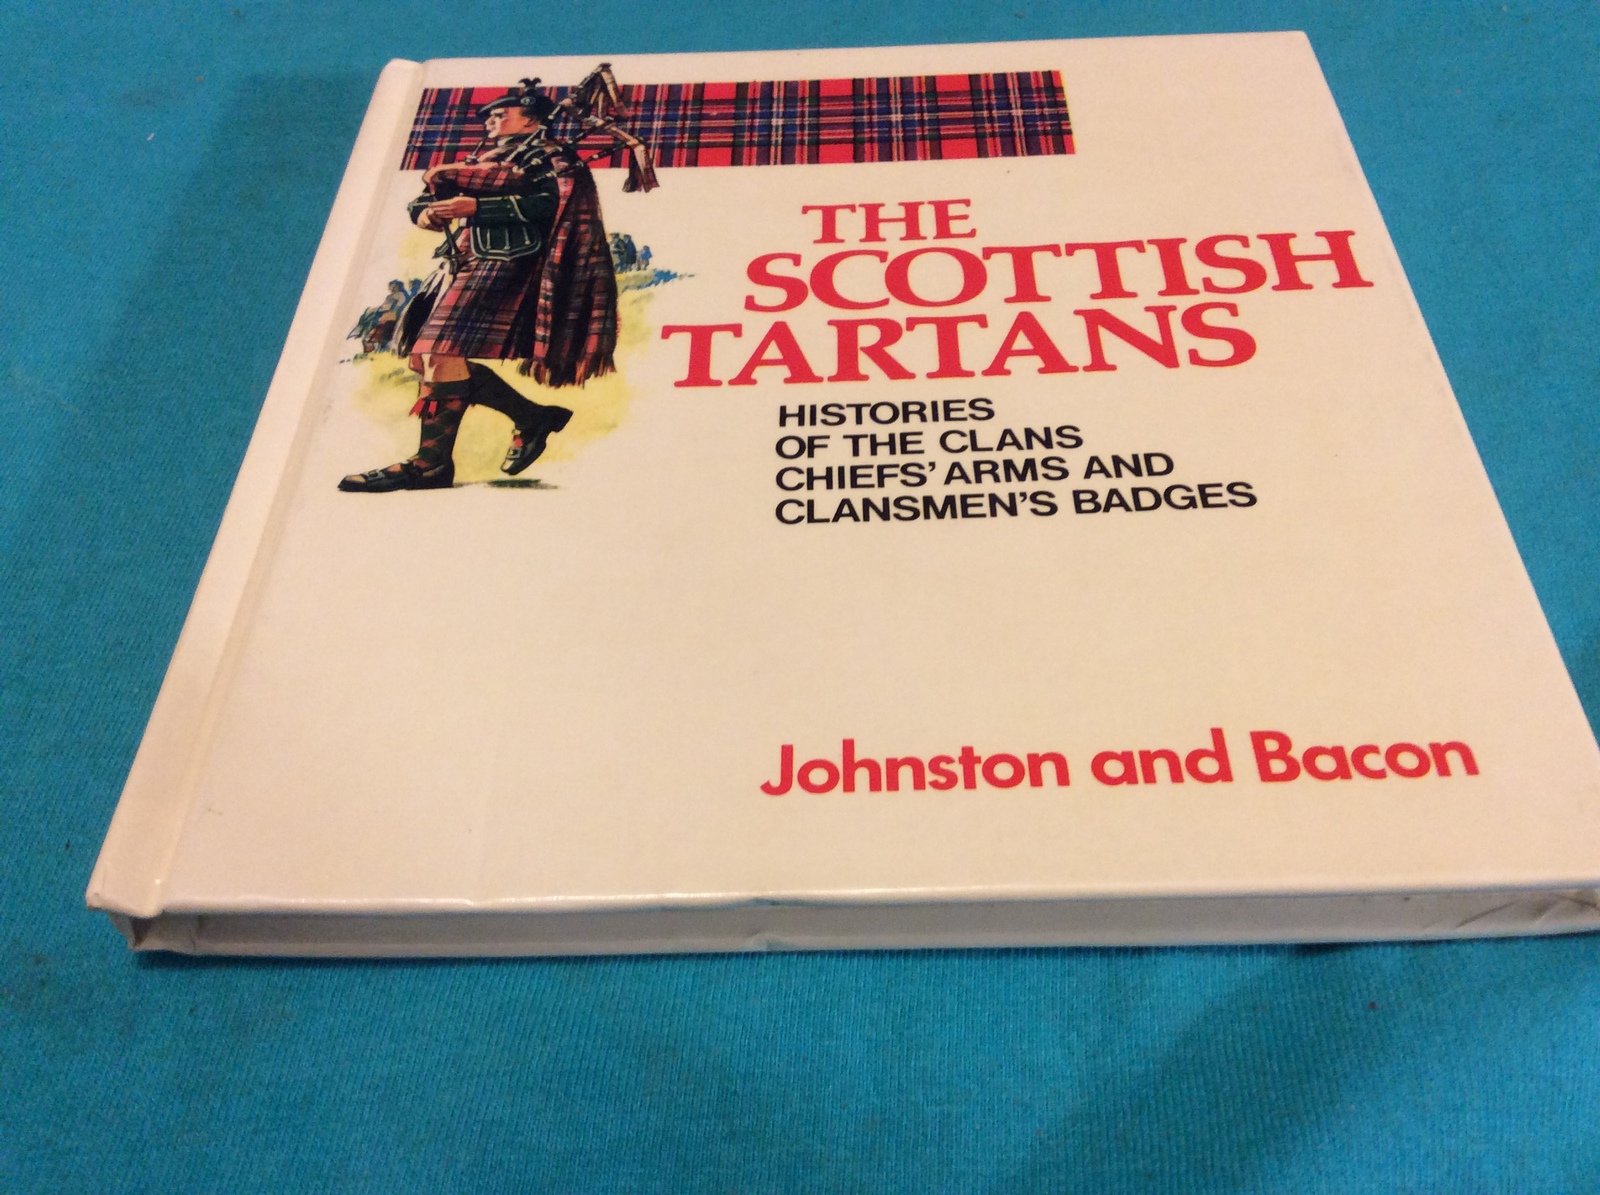 THE
SCOTTISH
TARTANS
HISTORIES
OF THE CLANS
CHIEFS' ARMS AND
CLANSMEN'S BADGES
Johnston and Bacon